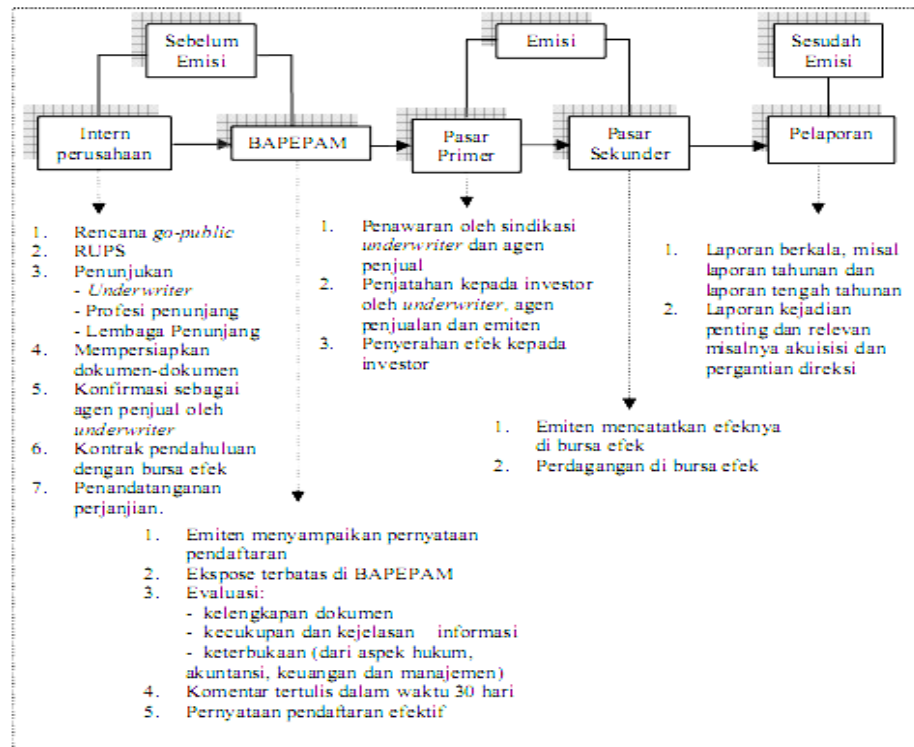 Sebelum
Emisi
Emisi
Sesudah
Emisi
Intern
perusahaan
BAPEPAM
Pasar
Primer
Pasar
Sekunder
Pelaporan
1. Rencana go-public
2. RUPS
3. Penunjukan
- Underwriter
- Profesi penunjang
- Lembaga Penunjang
4. Mempersiapkan
dokumen-dokumen
5. Konfirmasi sebagai
agen penjual oleh
underwriter
6. Kontrak pendahuluan
dengan bursa efek
7. Penandatanganan
perjanjian.
1. Emiten menyampaikan pernyataan
pendaftaran
2. Ekspose terbatas di BAPEPAM
3. Evaluasi:
- kelengkapan dokumen
- kecukupan dan kejelasan informasi
- keterbukaan (dari aspek hukum,
akuntansi, keuangan dan manajemen)
4. Komentar tertulis dalam waktu 30 hari
5. Pernyataan pendaftaran efektif
1. Penawaran oleh sindikasi
underwriter dan agen
penjual
2. Penjatahan kepada investor
oleh underwriter, agen
penjualan dan emiten
3. Penyerahan efek kepada
investor
1. Emiten mencatatkan efeknya
di bursa efek
2. Perdagangan di bursa efek
1. Laporan berkala, misal
laporan tahunan dan
laporan tengah tahunan
2. Laporan kejadian
penting dan relevan
misalnya akuisisi dan
pergantian direksi